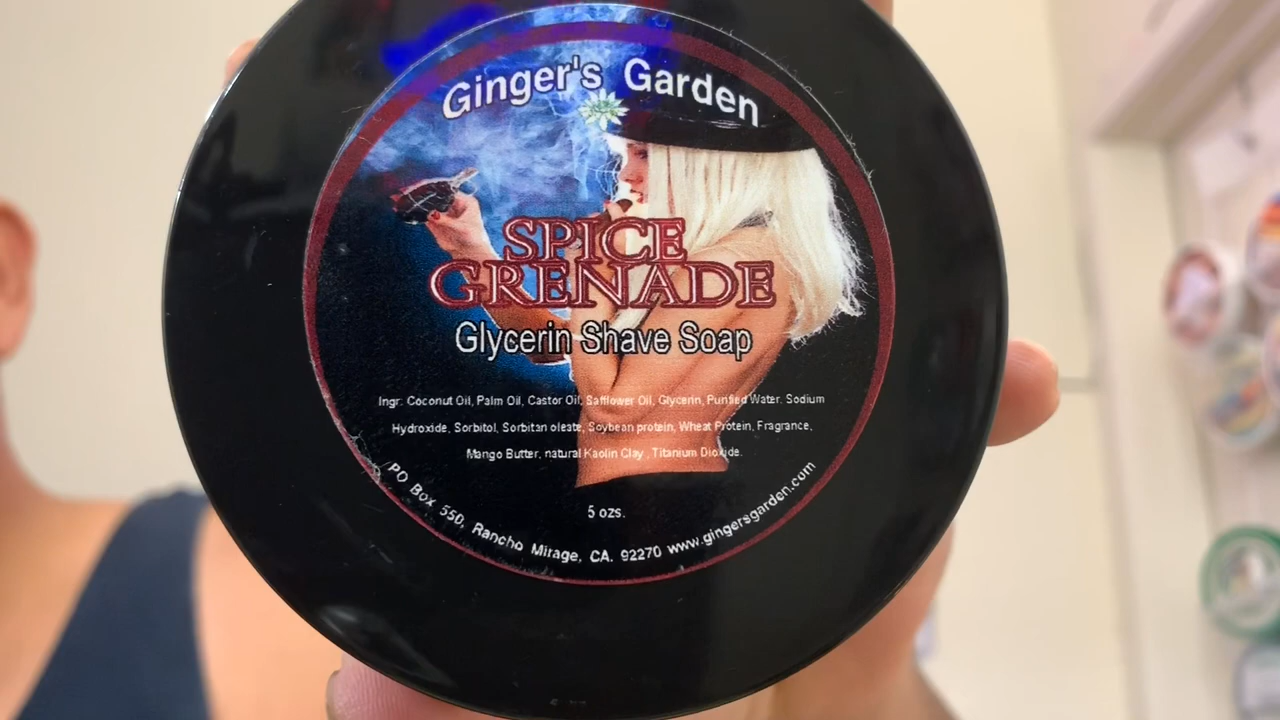 Ginger's Garden
SPICE
GRENADE
Glycerin Shave Soap
Ingr: Coconut Oil, Palm Oil, Castor Oil, Safflower Oil, Glycerin, Purified Water. Sodium
Hydroxide, Sorbitol, Sorbitan oleate, Soybean protein, Wheat Protein, Fragrance,
Mango Butter, natural Kaolin Clay , Titanium Dioxide.
5 ozs.
PO Box 550, Rancho Mirage, CA. 92270 www.gingersgarden.com